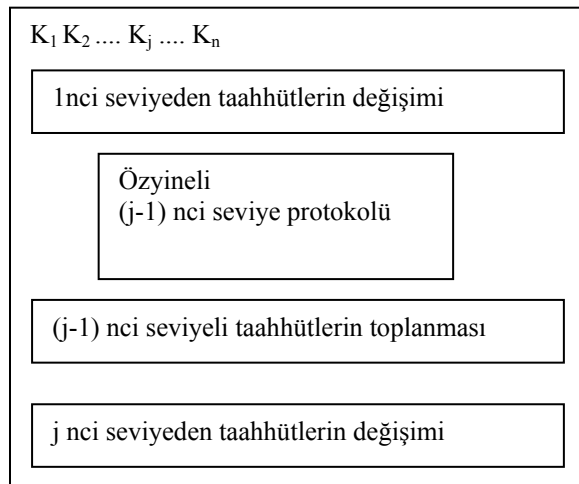 K₁ K₂ .... Kⱼ .... Kₙ
1nci seviyeden taahhütlerin değişimi
Özyineli
(j-1) nci seviye protokolü
(j-1) nci seviyeli taahhütlerin toplanması
j nci seviyeden taahhütlerin değişimi